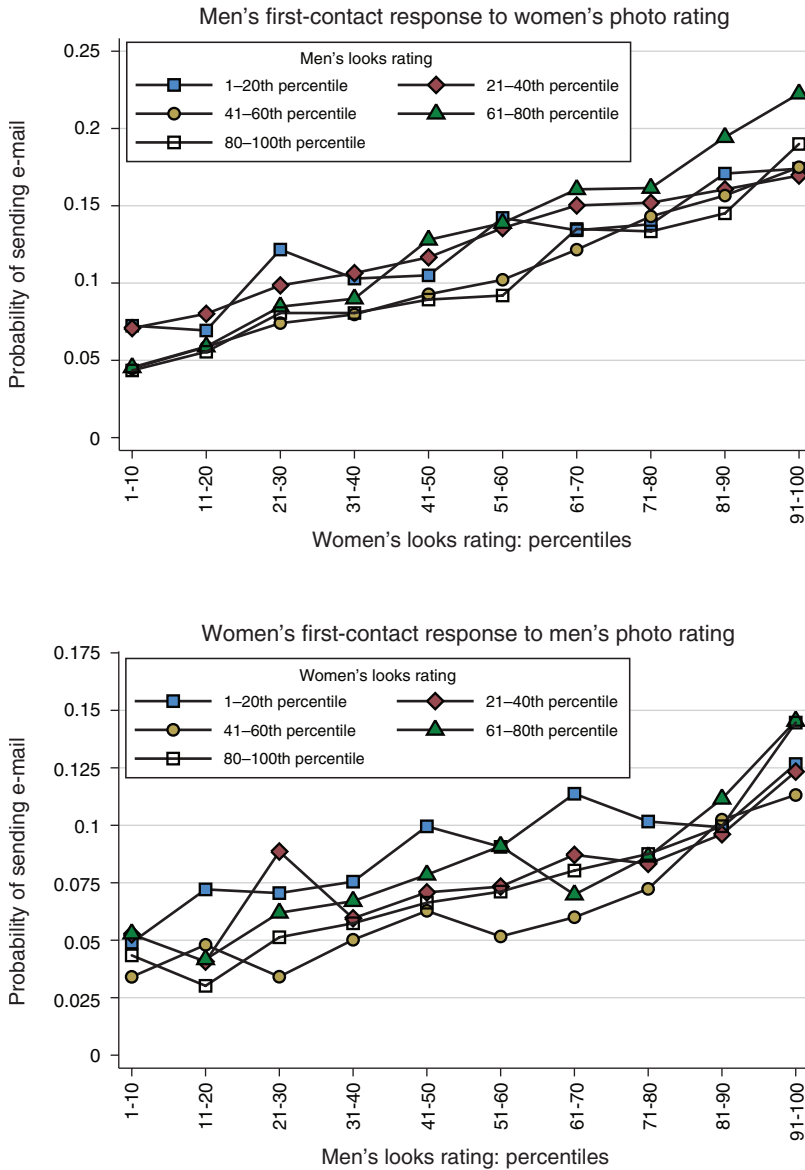 Men’s first-contact response to women’s photo rating
Probability of sending e-mail
0.25
0.2
0.15
0.1
0.05
0
Men’s looks rating
1–20th percentile
21–40th percentile
41–60th percentile
61–80th percentile
80–100th percentile
1-10
11-20
21-30
31-40
41-50
51-60
61-70
71-80
81-90
91-100
Women’s looks rating: percentiles
Women’s first-contact response to men’s photo rating
Probability of sending e-mail
0.175
0.15
0.125
0.1
0.075
0.05
0.025
0
Women’s looks rating
1–20th percentile
21–40th percentile
41–60th percentile
61–80th percentile
80–100th percentile
1-10
11-20
21-30
31-40
41-50
51-60
61-70
71-80
81-90
91-100
Men’s looks rating: percentiles